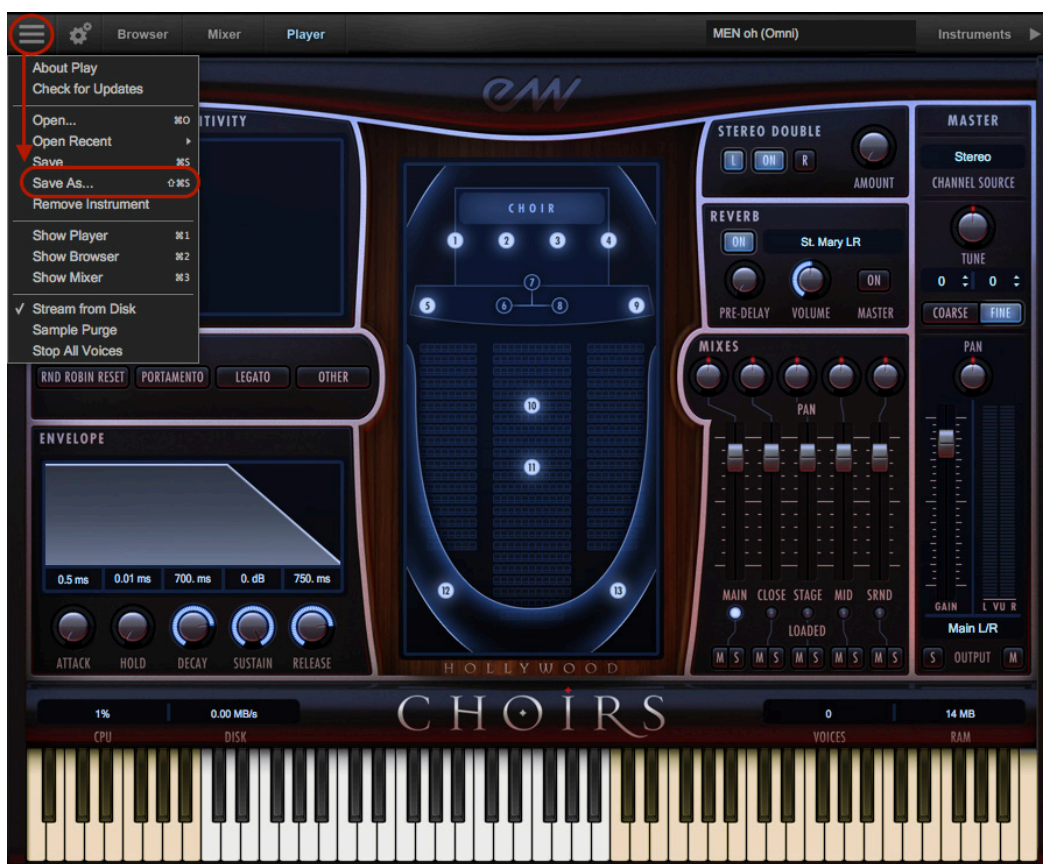 Browser Mixer Player MEN oh (Omni) Instruments
About Play
Check for Updates
Open... ⌘O
Open Recent
Save ⌘S
Save As... ⇧⌘S
Remove Instrument
Show Player ⌘1
Show Browser ⌘2
Show Mixer ⌘3
✓ Stream from Disk
Sample Purge
Stop All Voices
TIVITY
RND ROBIN RESET PORTAMENTO LEGATO OTHER
ENVELOPE
0.5 ms 0.01 ms 700. ms 0. dB 750. ms
ATTACK HOLD DECAY SUSTAIN RELEASE
EW
CHOIR
1 2 3 4
7
5 6 8 9
10
11
12 13
HOLLYWOOD
CHOIRS
STEREO DOUBLE
L ON R
AMOUNT
REVERB
ON St. Mary LR
ON
PRE-DELAY VOLUME MASTER
MIXES
PAN
MAIN CLOSE STAGE MID SRND
LOADED
M S M S M S M S M S
MASTER
Stereo
CHANNEL SOURCE
TUNE
0 0
COARSE FINE
PAN
GAIN L VU R
Main L/R
S OUTPUT M
1% 0.00 MB/s 0 14 MB
CPU DISK VOICES RAM